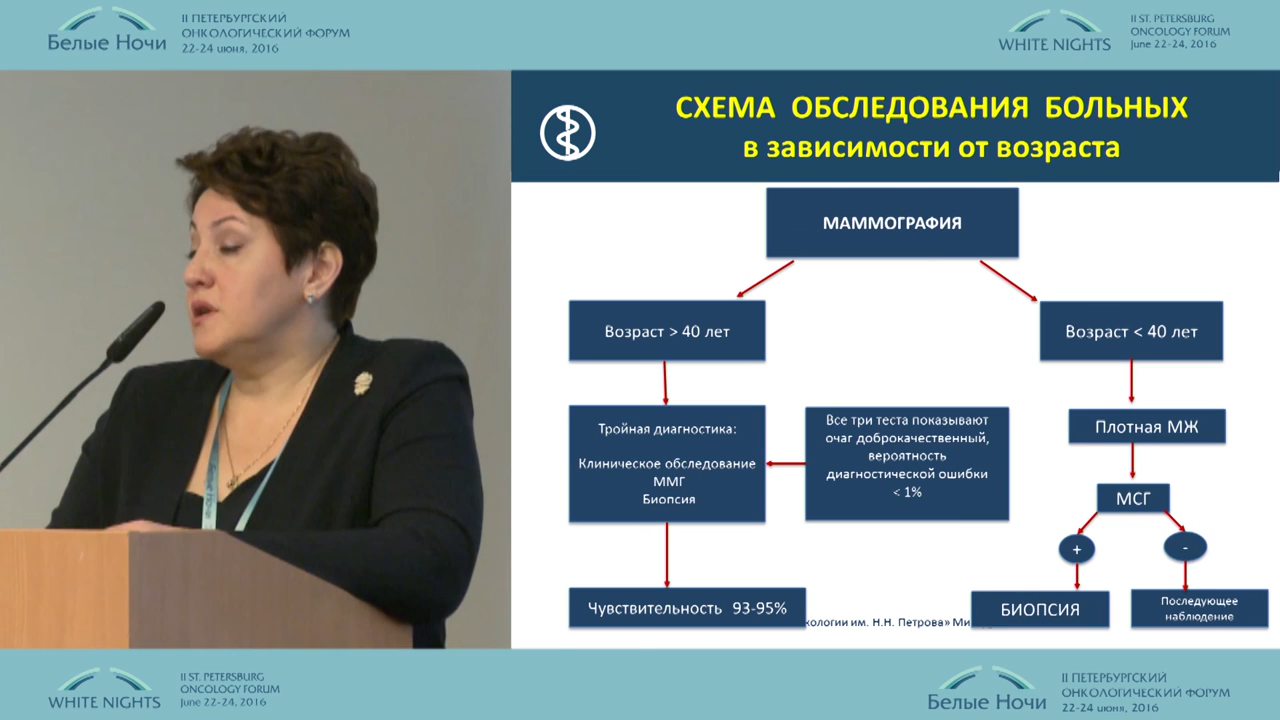 Белые Ночи
II ПЕТЕРБУРГСКИЙ
ОНКОЛОГИЧЕСКИЙ ФОРУМ
22-24 июня, 2016
WHITE NIGHTS
II ST. PETERSBURG
ONCOLOGY FORUM
June 22-24, 2016
СХЕМА ОБСЛЕДОВАНИЯ БОЛЬНЫХ
в зависимости от возраста
МАММОГРАФИЯ
Возраст > 40 лет
Возраст < 40 лет
Тройная диагностика:
Клиническое обследование
ММГ
Биопсия
Все три теста показывают
очаг доброкачественный,
вероятность
диагностической ошибки
< 1%
Плотная МЖ
МСГ
+
-
Чувствительность 93-95%
БИОПСИЯ
Последующее
наблюдение
им. Н.Н. Петрова»
WHITE NIGHTS
II ST. PETERSBURG
ONCOLOGY FORUM
June 22-24, 2016
Белые Ночи
II ПЕТЕРБУРГСКИЙ
ОНКОЛОГИЧЕСКИЙ ФОРУМ
22-24 июня, 2016